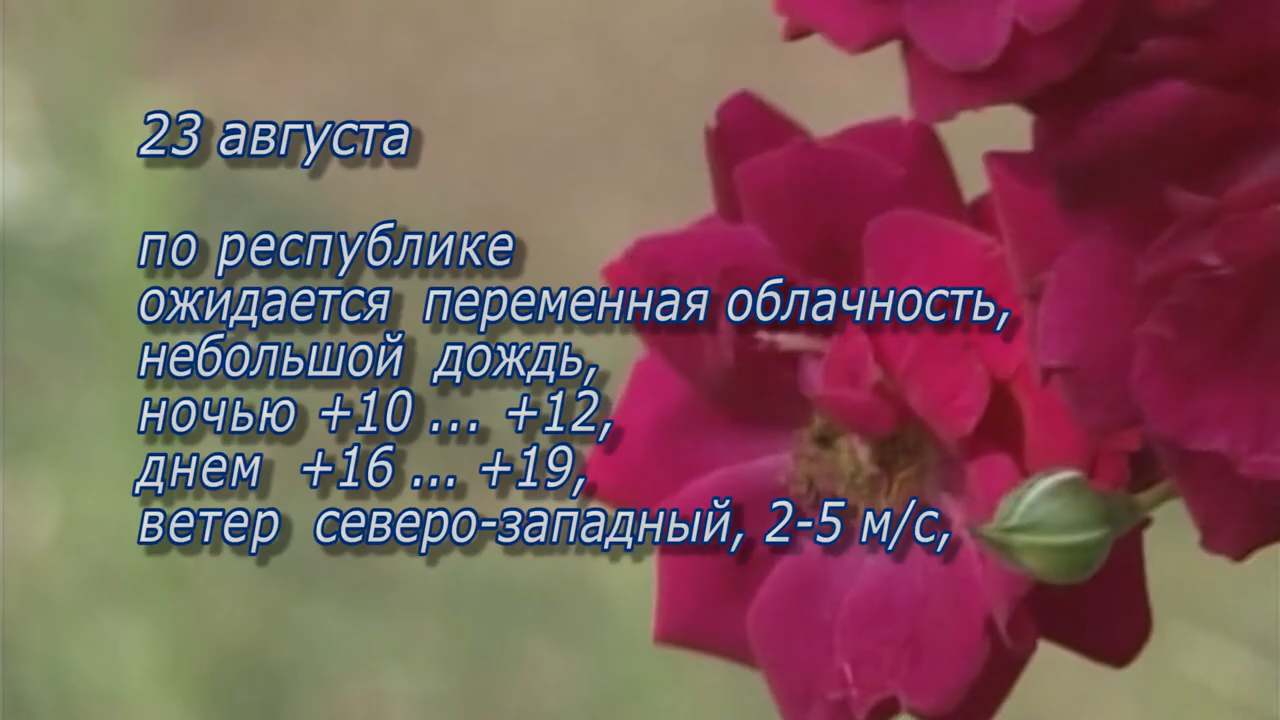 23 августа
по республике
ожидается переменная облачность,
небольшой дождь,
ночью +10 ... +12,
днем +16 ... +19,
ветер северо-западный, 2-5 м/с,